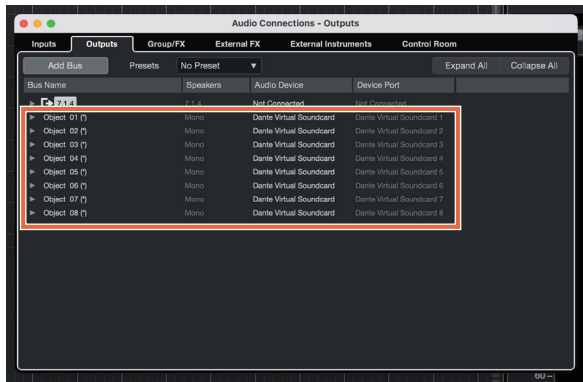 Audio Connections - Outputs
Inputs Outputs Group/FX External FX External Instruments Control Room
Add Bus Presets No Preset Expand All Collapse All
Bus Name Speakers Audio Device Device Port
7.1.4 7.1.4 Not Connected Not Connected
Object 01 (*) Mono Dante Virtual Soundcard Dante Virtual Soundcard 1
Object 02 (*) Mono Dante Virtual Soundcard Dante Virtual Soundcard 2
Object 03 (*) Mono Dante Virtual Soundcard Dante Virtual Soundcard 3
Object 04 (*) Mono Dante Virtual Soundcard Dante Virtual Soundcard 4
Object 05 (*) Mono Dante Virtual Soundcard Dante Virtual Soundcard 5
Object 06 (*) Mono Dante Virtual Soundcard Dante Virtual Soundcard 6
Object 07 (*) Mono Dante Virtual Soundcard Dante Virtual Soundcard 7
Object 08 (*) Mono Dante Virtual Soundcard Dante Virtual Soundcard 8
60